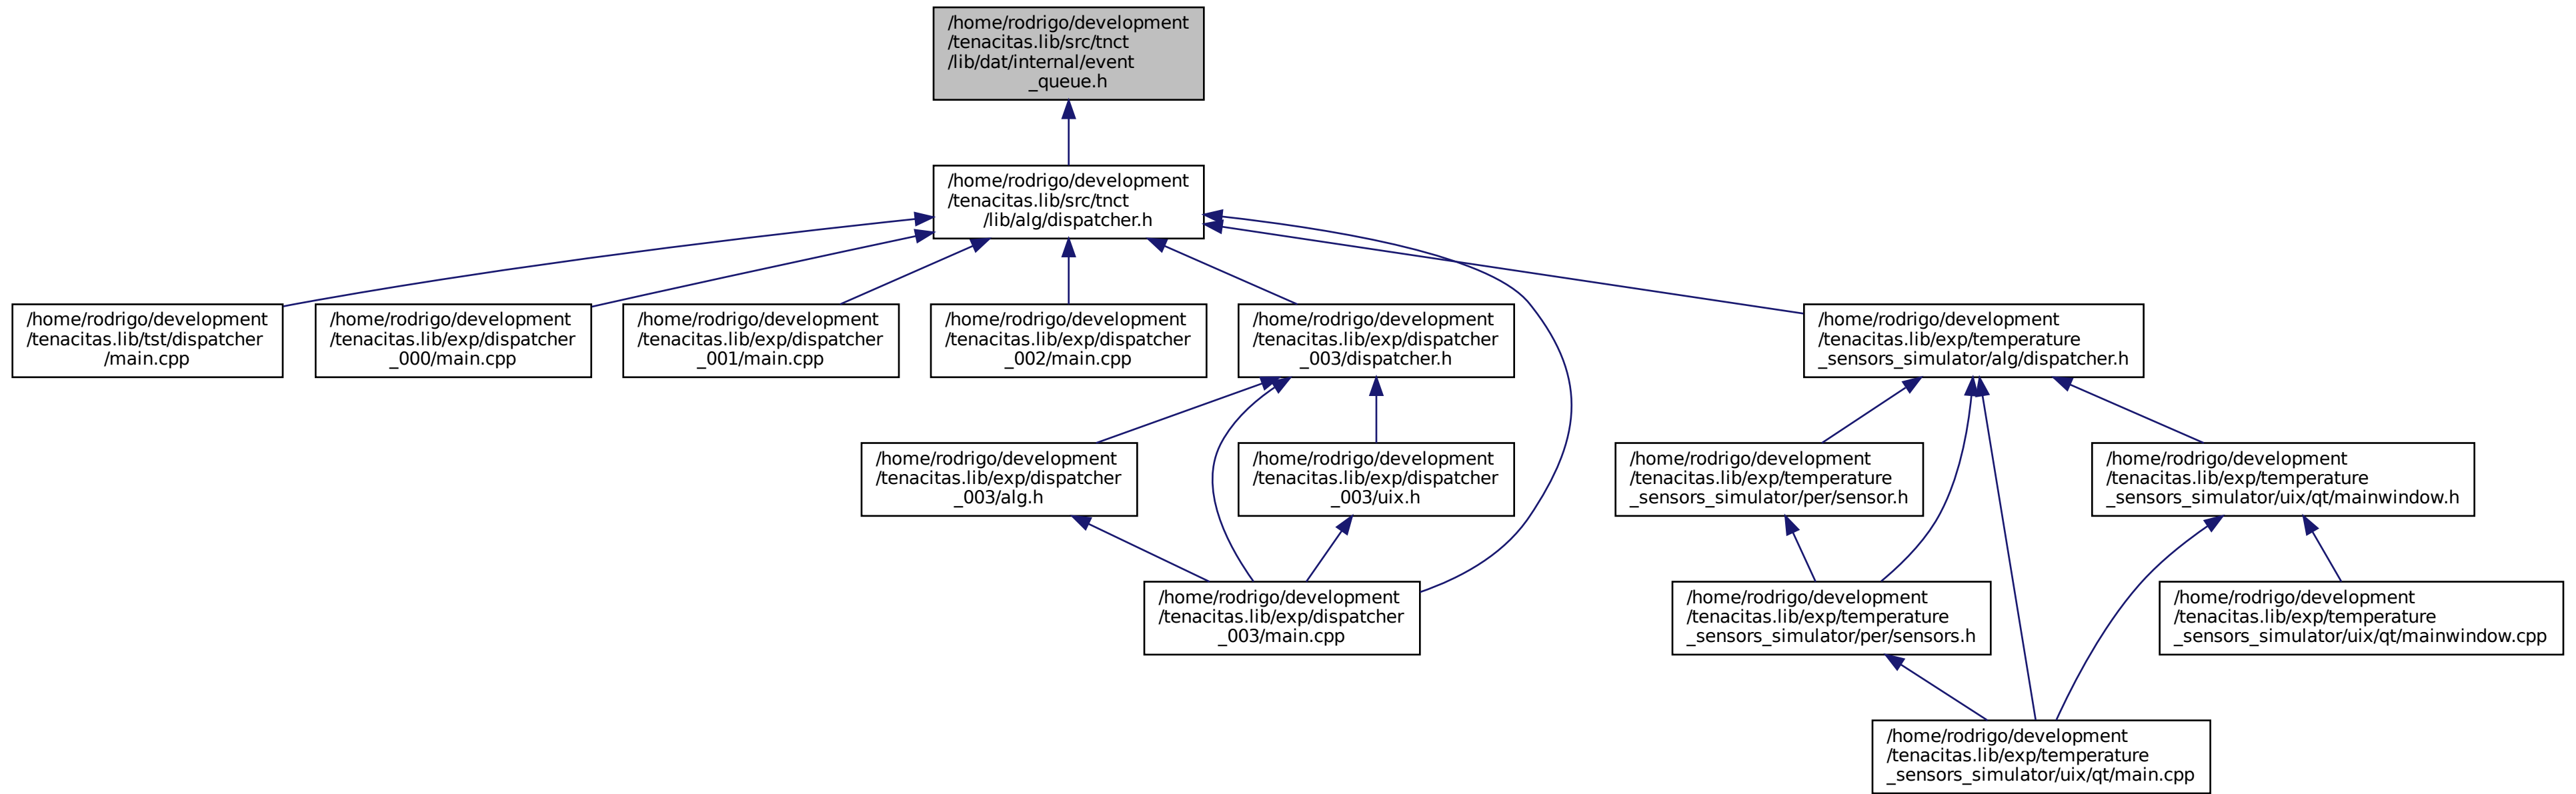 /home/rodrigo/development
/tenacitas.lib/src/tnct
/lib/dat/internal/event
_queue.h
/home/rodrigo/development
/tenacitas.lib/src/tnct
/lib/alg/dispatcher.h
/home/rodrigo/development
/tenacitas.lib/tst/dispatcher
/main.cpp
/home/rodrigo/development
/tenacitas.lib/exp/dispatcher
_000/main.cpp
/home/rodrigo/development
/tenacitas.lib/exp/dispatcher
_001/main.cpp
/home/rodrigo/development
/tenacitas.lib/exp/dispatcher
_002/main.cpp
/home/rodrigo/development
/tenacitas.lib/exp/dispatcher
_003/dispatcher.h
/home/rodrigo/development
/tenacitas.lib/exp/temperature
_sensors_simulator/alg/dispatcher.h
/home/rodrigo/development
/tenacitas.lib/exp/dispatcher
_003/alg.h
/home/rodrigo/development
/tenacitas.lib/exp/dispatcher
_003/uix.h
/home/rodrigo/development
/tenacitas.lib/exp/temperature
_sensors_simulator/per/sensor.h
/home/rodrigo/development
/tenacitas.lib/exp/temperature
_sensors_simulator/uix/qt/mainwindow.h
/home/rodrigo/development
/tenacitas.lib/exp/dispatcher
_003/main.cpp
/home/rodrigo/development
/tenacitas.lib/exp/temperature
_sensors_simulator/per/sensors.h
/home/rodrigo/development
/tenacitas.lib/exp/temperature
_sensors_simulator/uix/qt/mainwindow.cpp
/home/rodrigo/development
/tenacitas.lib/exp/temperature
_sensors_simulator/uix/qt/main.cpp